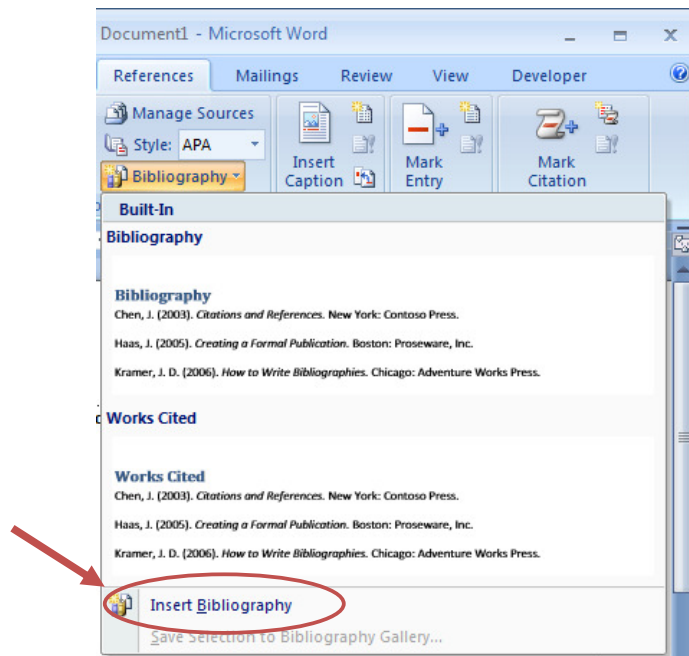 Document1 - Microsoft Word
References Mailings Review View Developer
Manage Sources
Style: APA
Bibliography
Insert Caption
Mark Entry
Mark Citation
Built-In
Bibliography
Bibliography
Chen, J. (2003). Citations and References. New York: Contoso Press.
Haas, J. (2005). Creating a Formal Publication. Boston: Proseware, Inc.
Kramer, J. D. (2006). How to Write Bibliographies. Chicago: Adventure Works Press.
Works Cited
Works Cited
Chen, J. (2003). Citations and References. New York: Contoso Press.
Haas, J. (2005). Creating a Formal Publication. Boston: Proseware, Inc.
Kramer, J. D. (2006). How to Write Bibliographies. Chicago: Adventure Works Press.
Insert Bibliography
Save Selection to Bibliography Gallery...